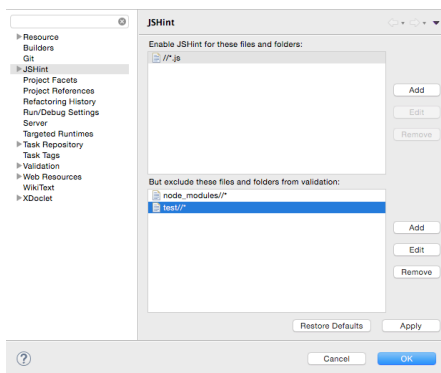 JSHint
Resource
Builders
Git
JSHint
Project Facets
Project References
Refactoring History
Run/Debug Settings
Server
Targeted Runtimes
Task Repository
Task Tags
Validation
Web Resources
WikiText
XDoclet
Enable JSHint for these files and folders:
//*.js
Add
Edit
Remove
But exclude these files and folders from validation:
node_modules//*
test//*
Add
Edit
Remove
Restore Defaults
Apply
?
Cancel
OK